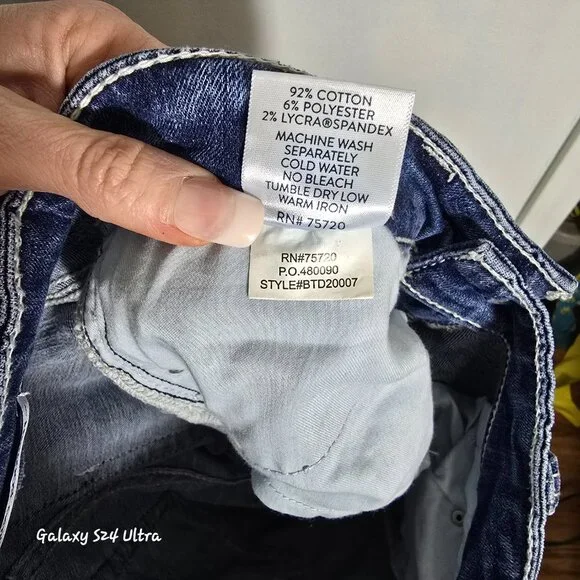 92% COTTON
6% POLYESTER
2% LYCRA®SPANDEX
MACHINE WASH
SEPARATELY
COLD WATER
NO BLEACH
TUMBLE DRY LOW
WARM IRON
RN# 75720
RN#75720
P.O.480090
STYLE#BTD20007
Galaxy S24 Ultra